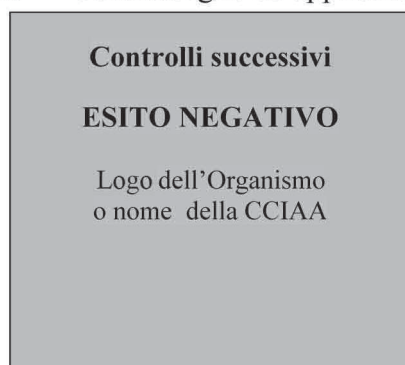 Controlli successivi
ESITO NEGATIVO
Logo dell’Organismo
o nome della CCIAA